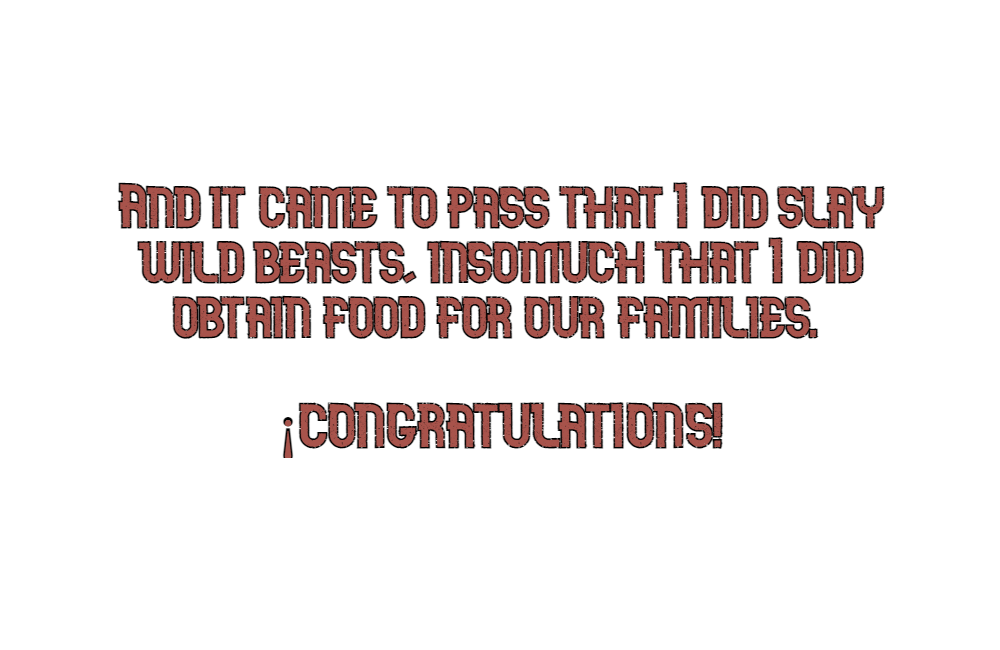 And it came to pass that I did slay
wild beasts, insomuch that I did
obtain food for our families.
¡CONGRATULATIONS!